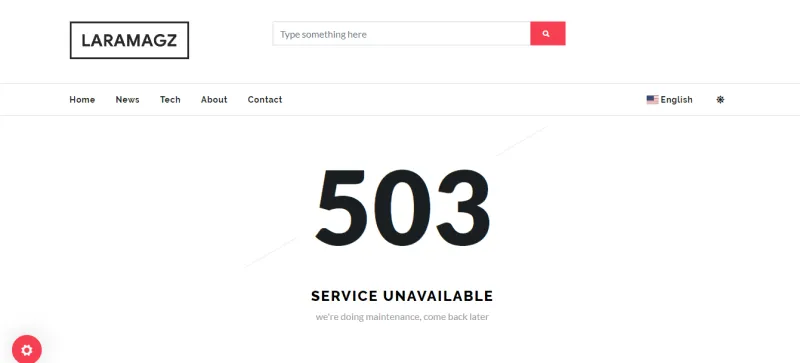 LARAMAGZ
Type something here
Home News Tech About Contact English
503
SERVICE UNAVAILABLE
we're doing maintenance, come back later